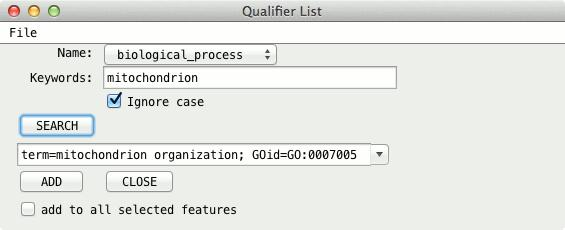 Qualifier List
File
Name: biological_process
Keywords: mitochondrion
Ignore case
SEARCH
term=mitochondrion organization; GOid=GO:0007005
ADD CLOSE
add to all selected features